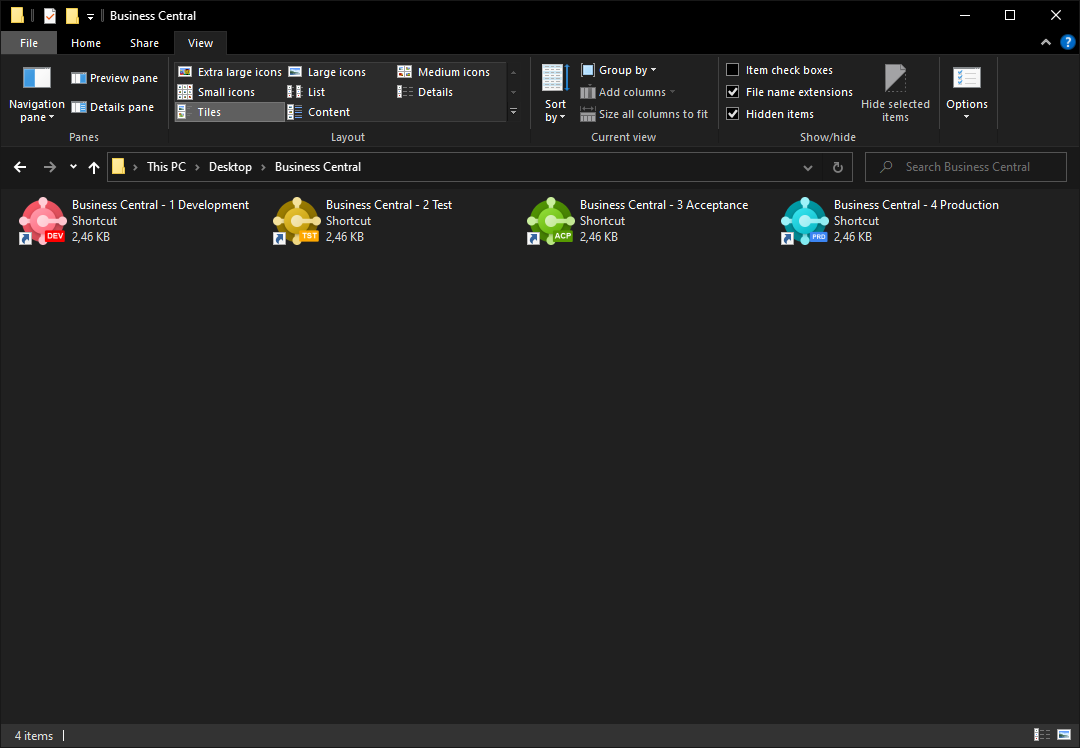 Business Central
File Home Share View
Navigation pane
Preview pane
Details pane
Panes
Extra large icons Large icons Medium icons
Small icons List Details
Tiles Content
Layout
Sort by
Group by
Add columns
Size all columns to fit
Current view
Item check boxes
File name extensions
Hidden items
Hide selected items
Show/hide
Options
This PC Desktop Business Central
Search Business Central
Business Central - 1 Development
Shortcut
2,46 KB
DEV
Business Central - 2 Test
Shortcut
2,46 KB
TST
Business Central - 3 Acceptance
Shortcut
2,46 KB
ACP
Business Central - 4 Production
Shortcut
2,46 KB
PRD
4 items